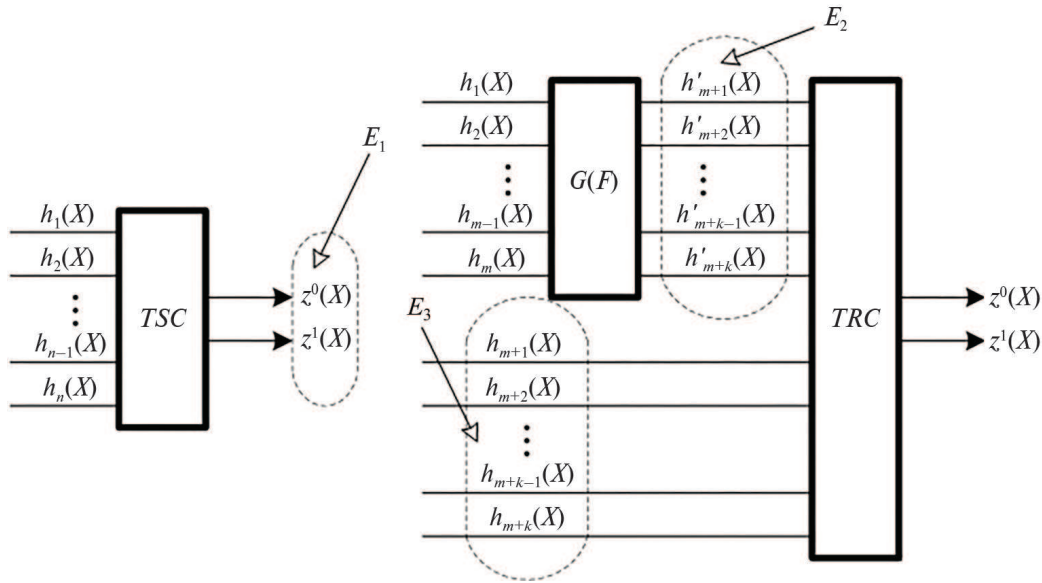 h₁(X)
h₂(X)
⋮
hₙ₋₁(X)
hₙ(X)
TSC
E₁
z⁰(X)
z¹(X)
h₁(X)
h₂(X)
⋮
hₘ₋₁(X)
hₘ(X)
G(F)
E₂
h'ₘ₊₁(X)
h'ₘ₊₂(X)
⋮
h'ₘ₊ₖ₋₁(X)
h'ₘ₊ₖ(X)
E₃
hₘ₊₁(X)
hₘ₊₂(X)
⋮
hₘ₊ₖ₋₁(X)
hₘ₊ₖ(X)
TRC
z⁰(X)
z¹(X)